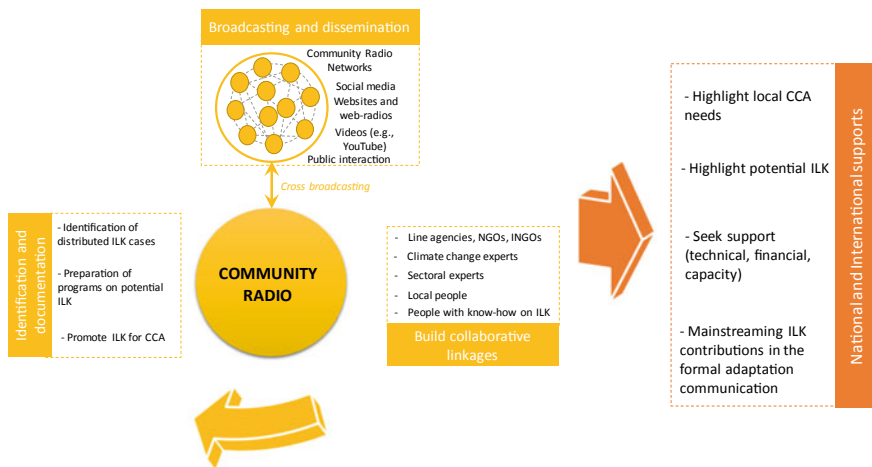 Broadcasting and dissemination
Community Radio
Networks
Social media
Websites and
web-radios
Videos (e.g.,
YouTube)
Public interaction
Cross broadcasting
Identification and
documentation
- Identification of
distributed ILK cases
- Preparation of
programs on potential
ILK
- Promote ILK for CCA
COMMUNITY
RADIO
- Line agencies, NGOs, INGOs
- Climate change experts
- Sectoral experts
- Local people
- People with know-how on ILK
Build collaborative
linkages
- Highlight local CCA
needs
- Highlight potential ILK
- Seek support
(technical, financial,
capacity)
- Mainstreaming ILK
contributions in the
formal adaptation
communication
National and International supports